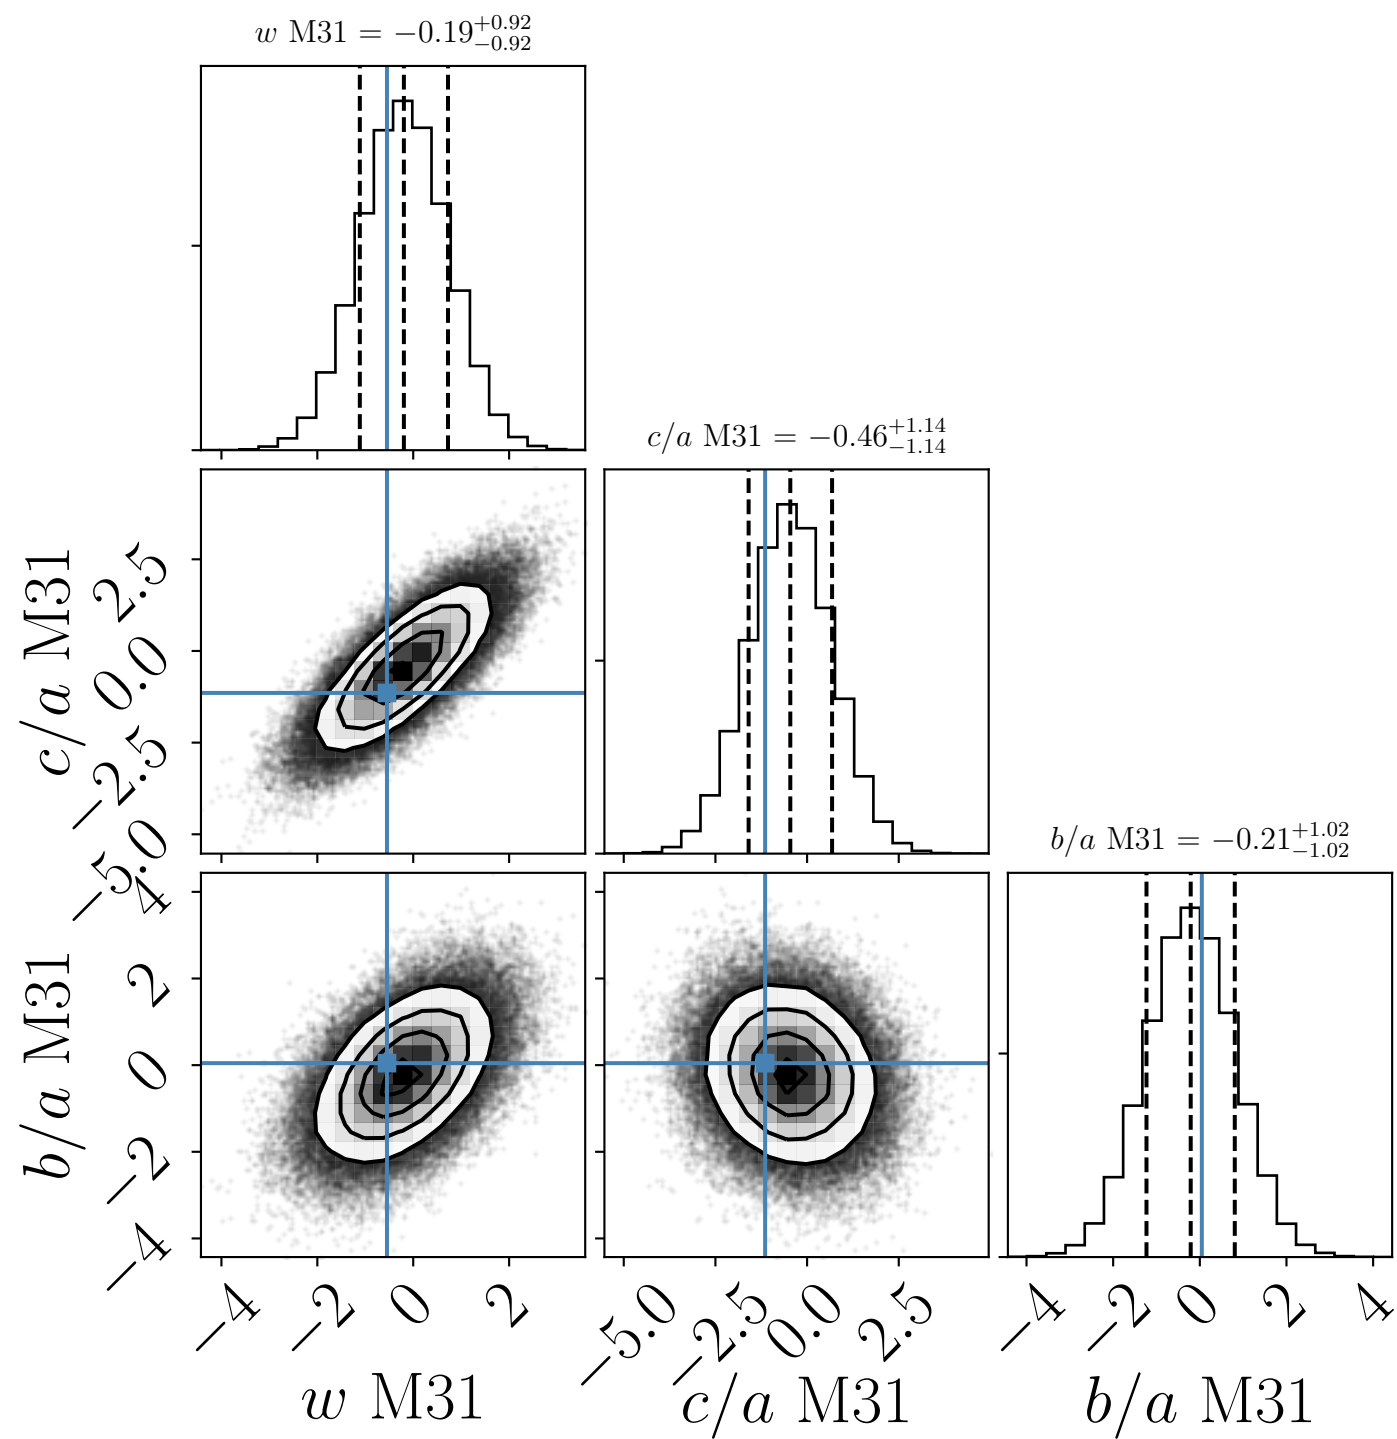 w M31 = −0.19+0.92−0.92
c/a M31 = −0.46+1.14−1.14
b/a M31 = −0.21+1.02−1.02
c/a M31
2.5
0.0
−2.5
−5.0
b/a M31
4
2
0
−2
−4
−4 −2 0 2
−5.0 −2.5 0.0 2.5
−4 −2 0 2 4
w M31
c/a M31
b/a M31